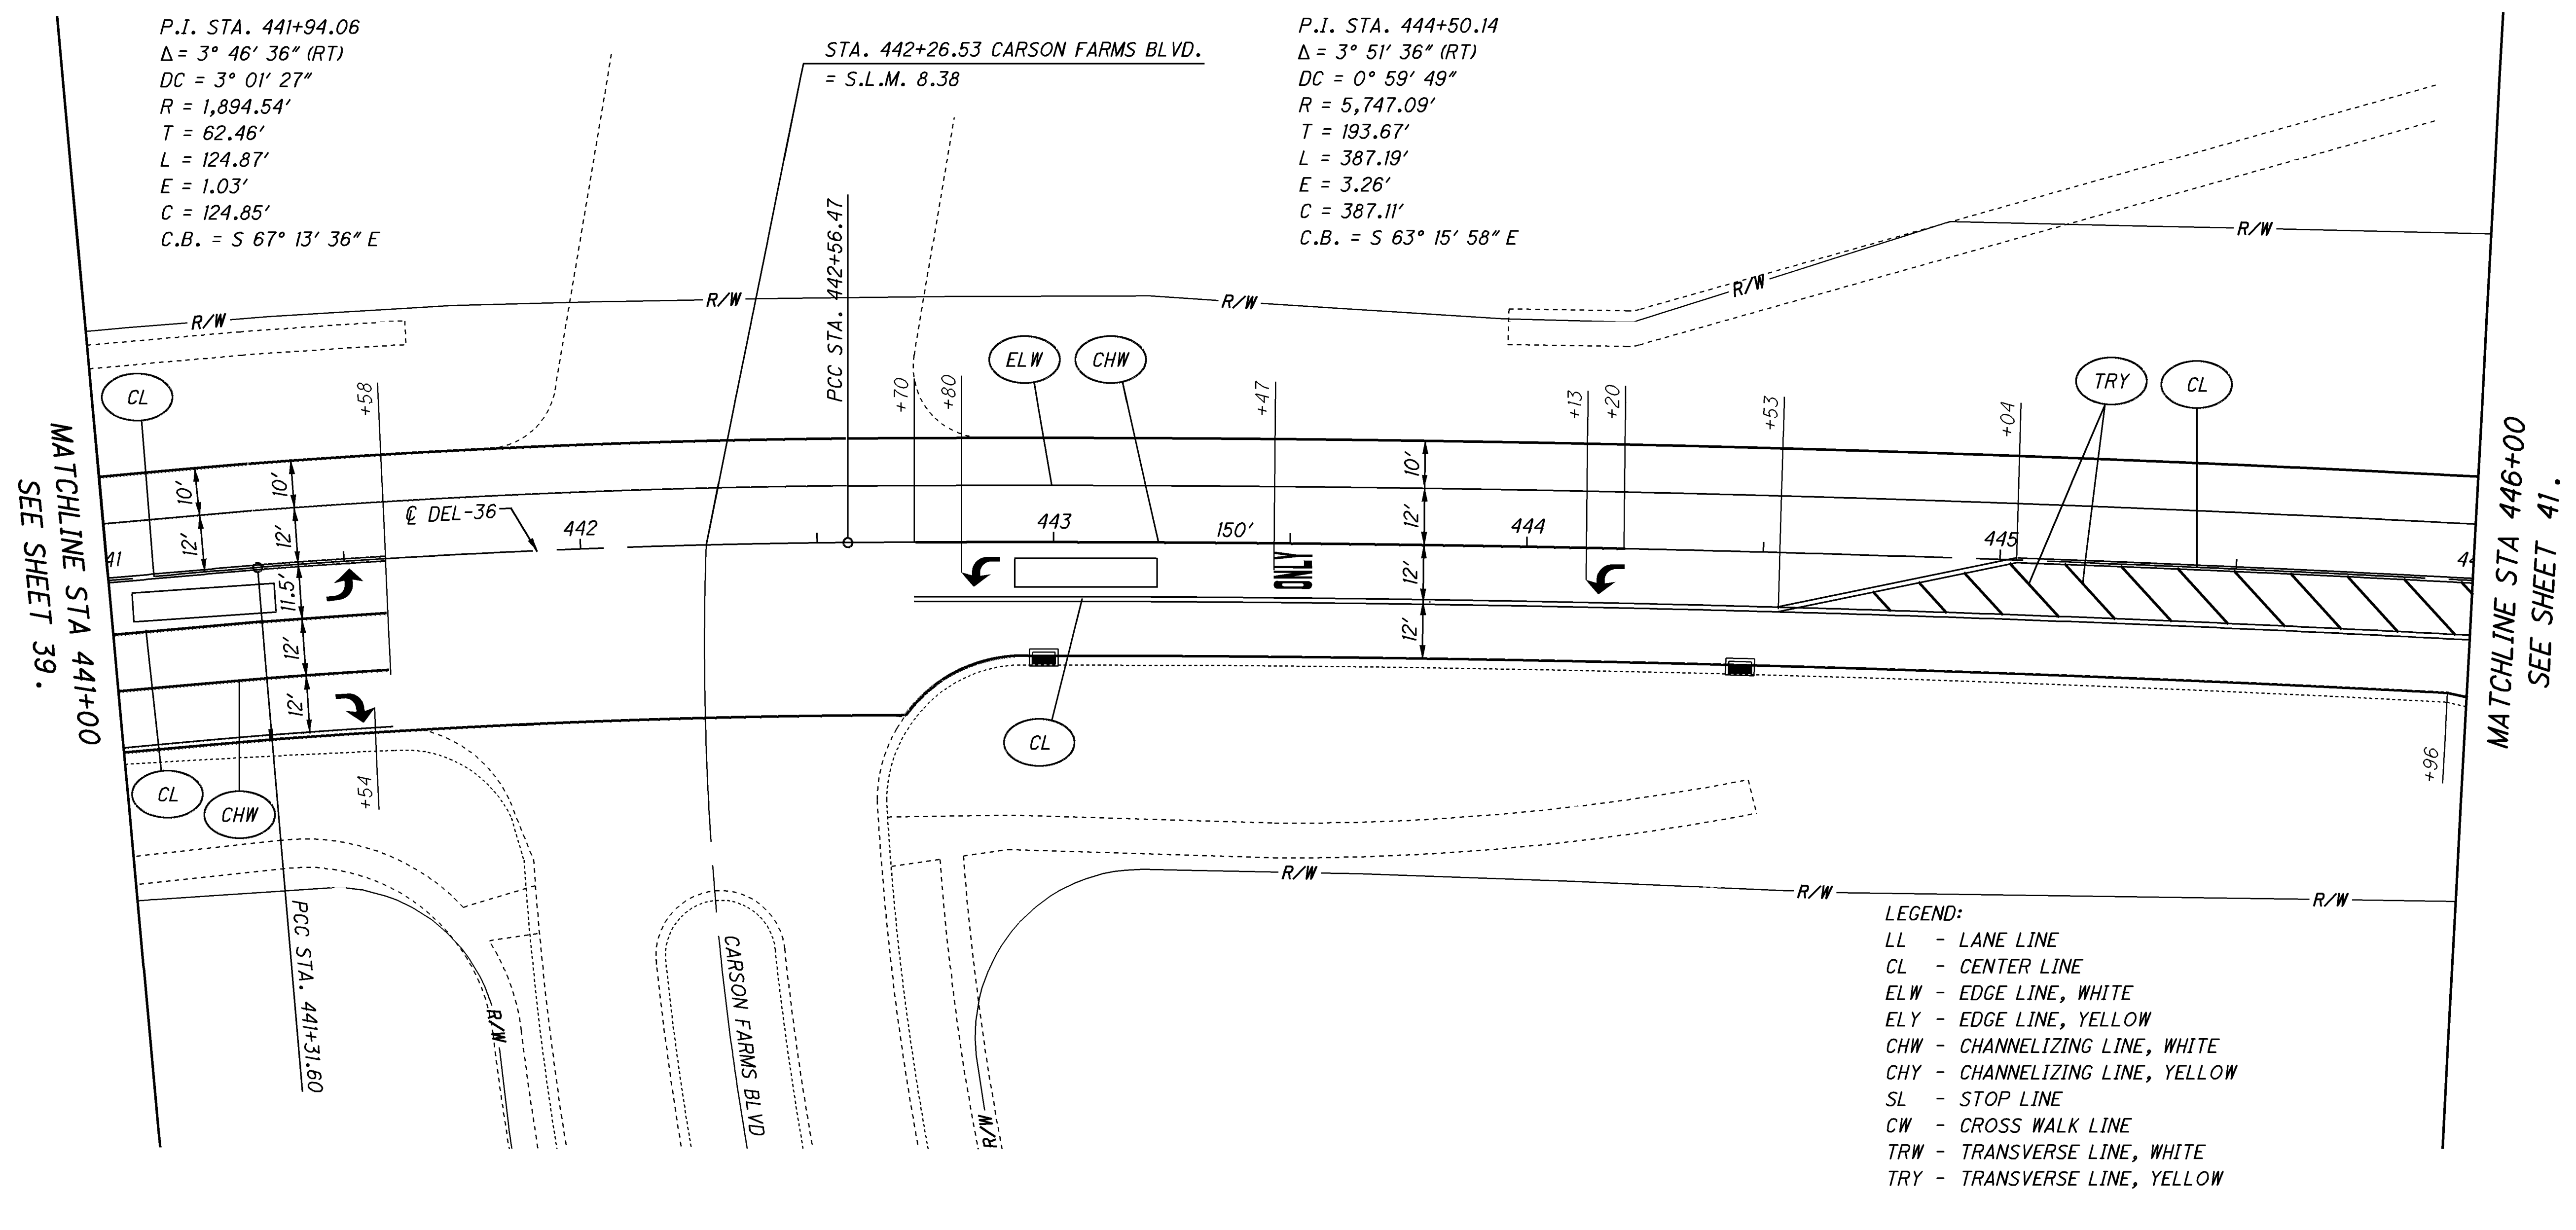 P.I. STA. 441+94.06
Δ = 3° 46' 36" (RT)
DC = 3° 01' 27"
R = 1,894.54'
T = 62.46'
L = 124.87'
E = 1.03'
C = 124.85'
C.B. = S 67° 13' 36" E
STA. 442+26.53 CARSON FARMS BLVD.
= S.L.M. 8.38
P.I. STA. 444+50.14
Δ = 3° 51' 36" (RT)
DC = 0° 59' 49"
R = 5,747.09'
T = 193.67'
L = 387.19'
E = 3.26'
C = 387.11'
C.B. = S 63° 15' 58" E
R/W
R/W
R/W
R/W
R/W
PCC STA. 442+56.47
CL
+58
+70
+80
ELW
CHW
+47
+13
+20
+53
+04
TRY
CL
MATCHLINE STA 441+00
SEE SHEET 39.
MATCHLINE STA 446+00
SEE SHEET 41.
10'
10'
10'
12'
12'
12'
℄ DEL-36
41
442
443
150'
444
445
44
11.5'
ONLY
12'
12'
12'
12'
CL
CHW
+54
CL
+96
PCC STA. 441+31.60
CARSON FARMS BLVD
R/W
R/W
R/W
R/W
R/W
LEGEND:
LL - LANE LINE
CL - CENTER LINE
ELW - EDGE LINE, WHITE
ELY - EDGE LINE, YELLOW
CHW - CHANNELIZING LINE, WHITE
CHY - CHANNELIZING LINE, YELLOW
SL - STOP LINE
CW - CROSS WALK LINE
TRW - TRANSVERSE LINE, WHITE
TRY - TRANSVERSE LINE, YELLOW